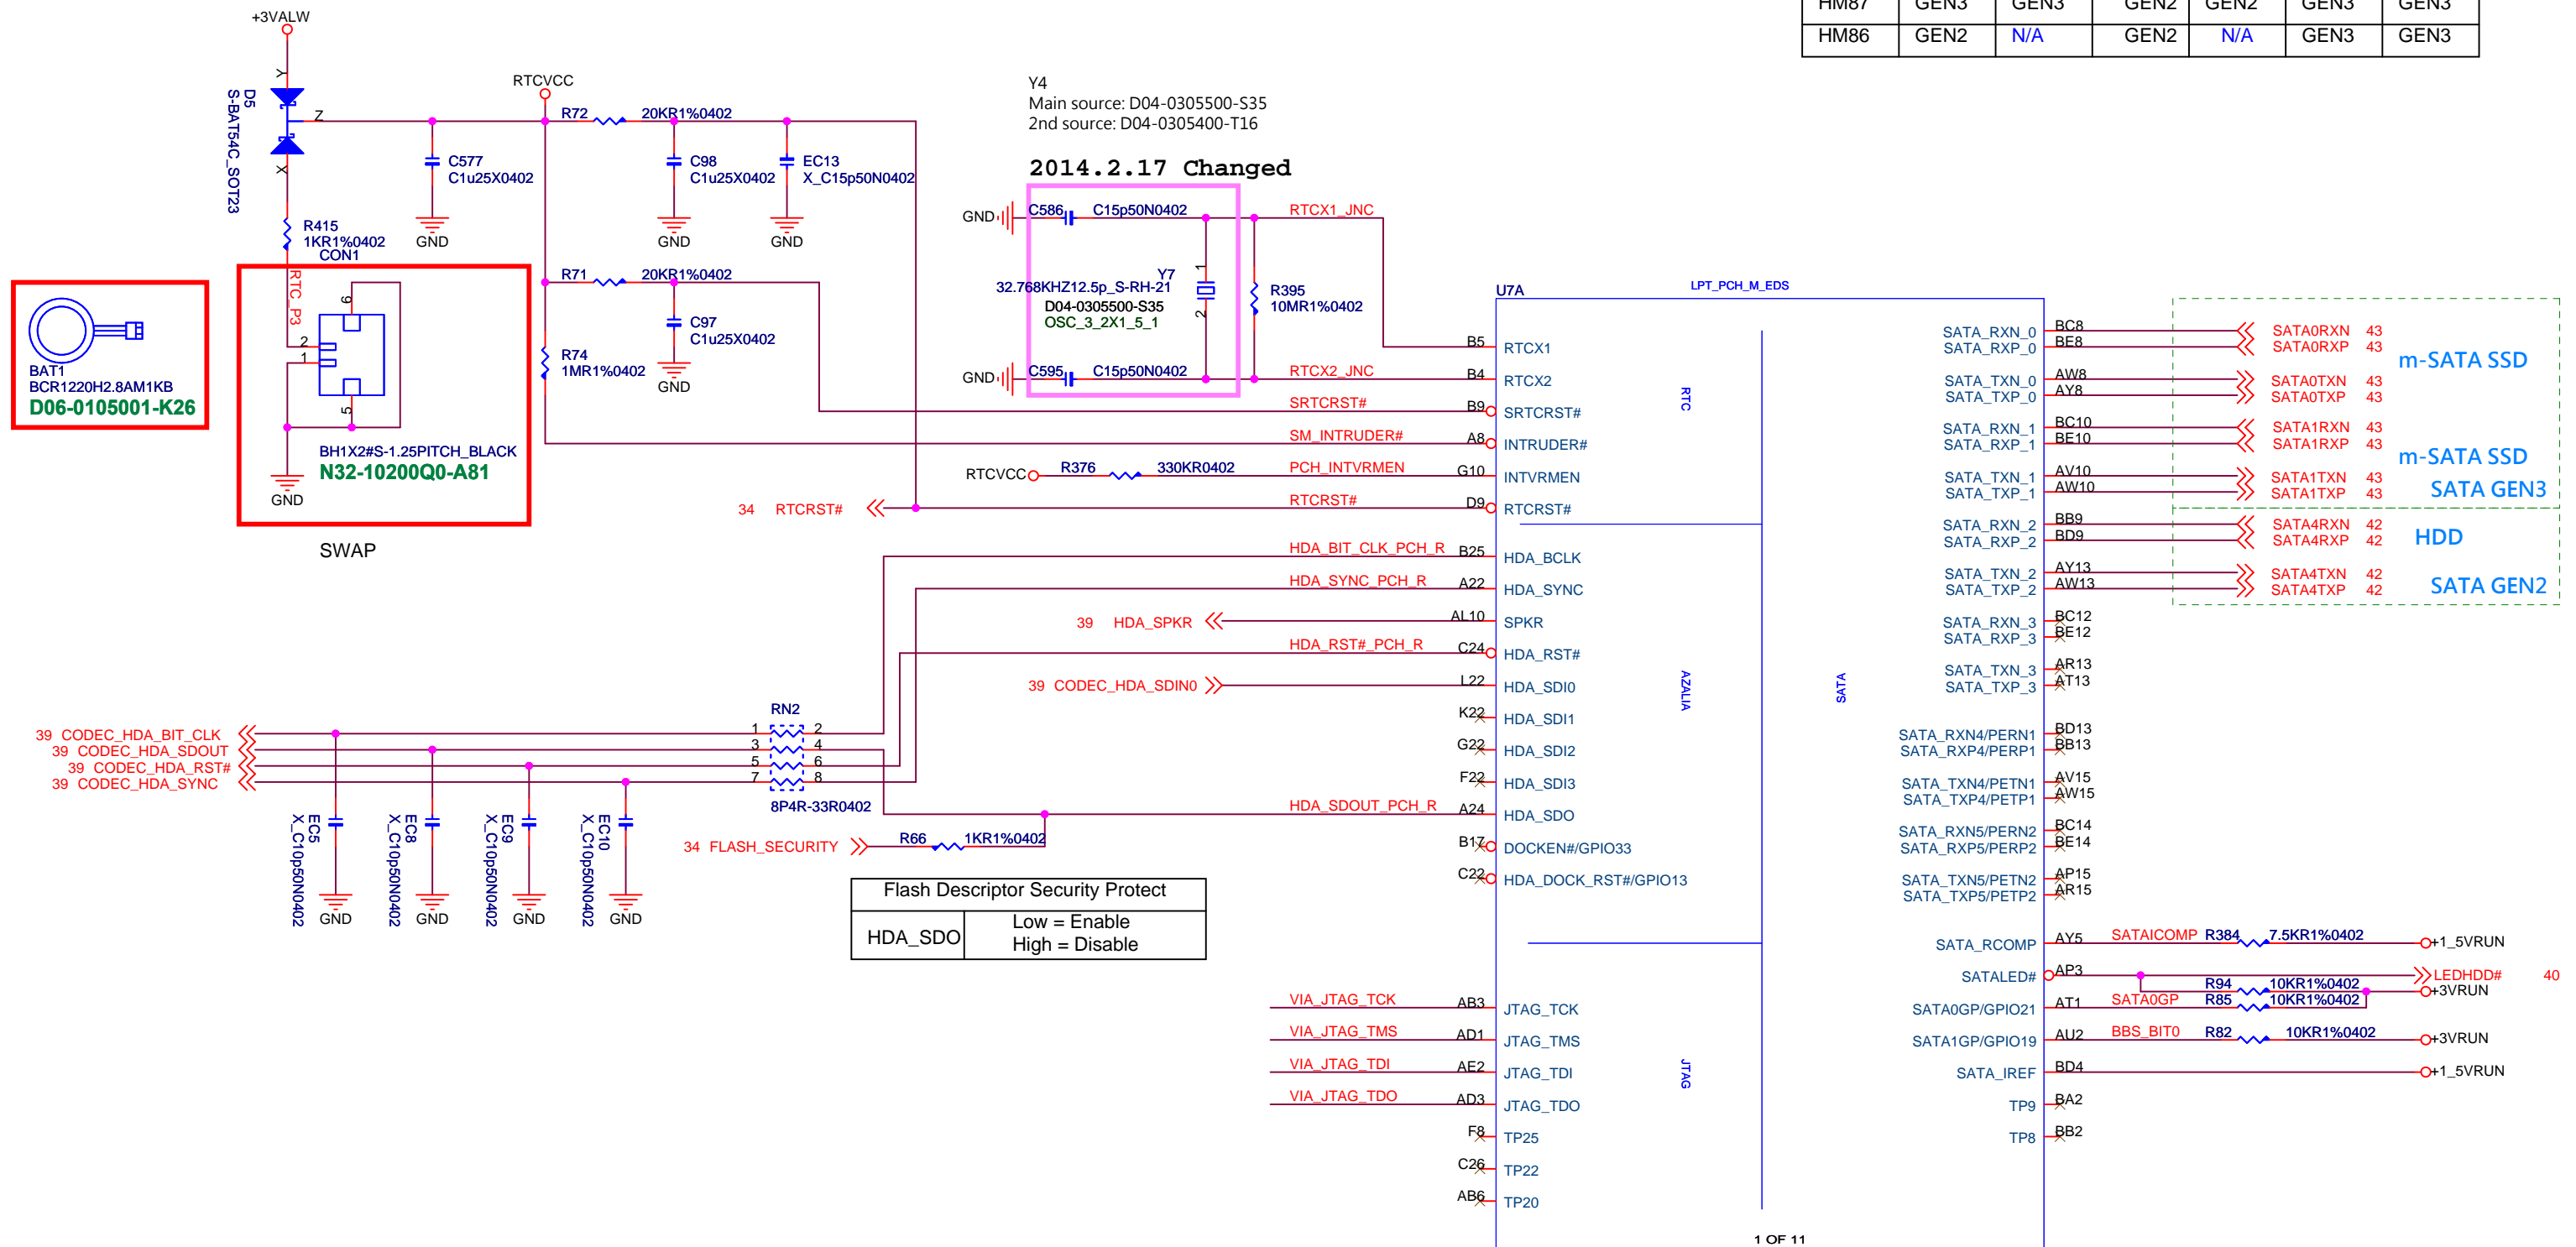 HM87 GEN3 GEN3 GEN2 GEN2 GEN3 GEN3
HM86 GEN2 N/A GEN2 N/A GEN3 GEN3
+3VALW
Y
D5
S-BAT54C_SOT23
Z
X
RTCVCC
R72 20KR1%0402
C577
C1u25X0402
GND
C98
C1u25X0402
GND
EC13
X_C15p50N0402
GND
R415
1KR1%0402
CON1
RTC_P3
6
2
1
5
BH1X2#S-1.25PITCH_BLACK
N32-10200Q0-A81
GND
SWAP
BAT1
BCR1220H2.8AM1KB
D06-0105001-K26
R71 20KR1%0402
C97
C1u25X0402
GND
R74
1MR1%0402
Y4
Main source: D04-0305500-S35
2nd source: D04-0305400-T16
2014.2.17 Changed
GND C586 C15p50N0402 RTCX1_JNC
1
Y7
32.768KHZ12.5p_S-RH-21
D04-0305500-S35
OSC_3_2X1_5_1
2
R395
10MR1%0402
GND C595 C15p50N0402 RTCX2_JNC
SRTCRST#
SM_INTRUDER#
RTCVCC R376 330KR0402 PCH_INTVRMEN
34 RTCRST# RTCRST#
HDA_BIT_CLK_PCH_R
HDA_SYNC_PCH_R
39 HDA_SPKR
HDA_RST#_PCH_R
39 CODEC_HDA_SDIN0
RN2
39 CODEC_HDA_BIT_CLK 1 2
39 CODEC_HDA_SDOUT 3 4
39 CODEC_HDA_RST# 5 6
39 CODEC_HDA_SYNC 7 8
8P4R-33R0402
HDA_SDOUT_PCH_R
EC5
X_C10p50N0402
GND
EC8
X_C10p50N0402
GND
EC9
X_C10p50N0402
GND
EC10
X_C10p50N0402
GND
34 FLASH_SECURITY R66 1KR1%0402
Flash Descriptor Security Protect
HDA_SDO
Low = Enable
High = Disable
VIA_JTAG_TCK
VIA_JTAG_TMS
VIA_JTAG_TDI
VIA_JTAG_TDO
U7A LPT_PCH_M_EDS
B5 RTCX1
B4 RTCX2
B9 SRTCRST#
A8 INTRUDER#
G10 INTVRMEN
D9 RTCRST#
B25 HDA_BCLK
A22 HDA_SYNC
AL10 SPKR
C24 HDA_RST#
L22 HDA_SDI0
K22 HDA_SDI1
G22 HDA_SDI2
F22 HDA_SDI3
A24 HDA_SDO
B17 DOCKEN#/GPIO33
C22 HDA_DOCK_RST#/GPIO13
AB3 JTAG_TCK
AD1 JTAG_TMS
AE2 JTAG_TDI
AD3 JTAG_TDO
F8 TP25
C26 TP22
AB6 TP20
RTC
AZALIA
JTAG
SATA
SATA_RXN_0 BC8 SATA0RXN 43
SATA_RXP_0 BE8 SATA0RXP 43
m-SATA SSD
SATA_TXN_0 AW8 SATA0TXN 43
SATA_TXP_0 AY8 SATA0TXP 43
SATA_RXN_1 BC10 SATA1RXN 43
SATA_RXP_1 BE10 SATA1RXP 43
m-SATA SSD
SATA_TXN_1 AV10 SATA1TXN 43
SATA_TXP_1 AW10 SATA1TXP 43
SATA GEN3
SATA_RXN_2 BB9 SATA4RXN 42
SATA_RXP_2 BD9 SATA4RXP 42
HDD
SATA_TXN_2 AY13 SATA4TXN 42
SATA_TXP_2 AW13 SATA4TXP 42
SATA GEN2
SATA_RXN_3 BC12
SATA_RXP_3 BE12
SATA_TXN_3 AR13
SATA_TXP_3 AT13
SATA_RXN4/PERN1 BD13
SATA_RXP4/PERP1 BB13
SATA_TXN4/PETN1 AV15
SATA_TXP4/PETP1 AW15
SATA_RXN5/PERN2 BC14
SATA_RXP5/PERP2 BE14
SATA_TXN5/PETN2 AP15
SATA_TXP5/PETP2 AR15
SATA_RCOMP AY5 SATAICOMP R384 7.5KR1%0402 +1_5VRUN
SATALED# AP3 LEDHDD# 40
R94 10KR1%0402 +3VRUN
SATA0GP/GPIO21 AT1 SATA0GP R85 10KR1%0402
SATA1GP/GPIO19 AU2 BBS_BIT0 R82 10KR1%0402 +3VRUN
SATA_IREF BD4 +1_5VRUN
TP9 BA2
TP8 BB2
1 OF 11